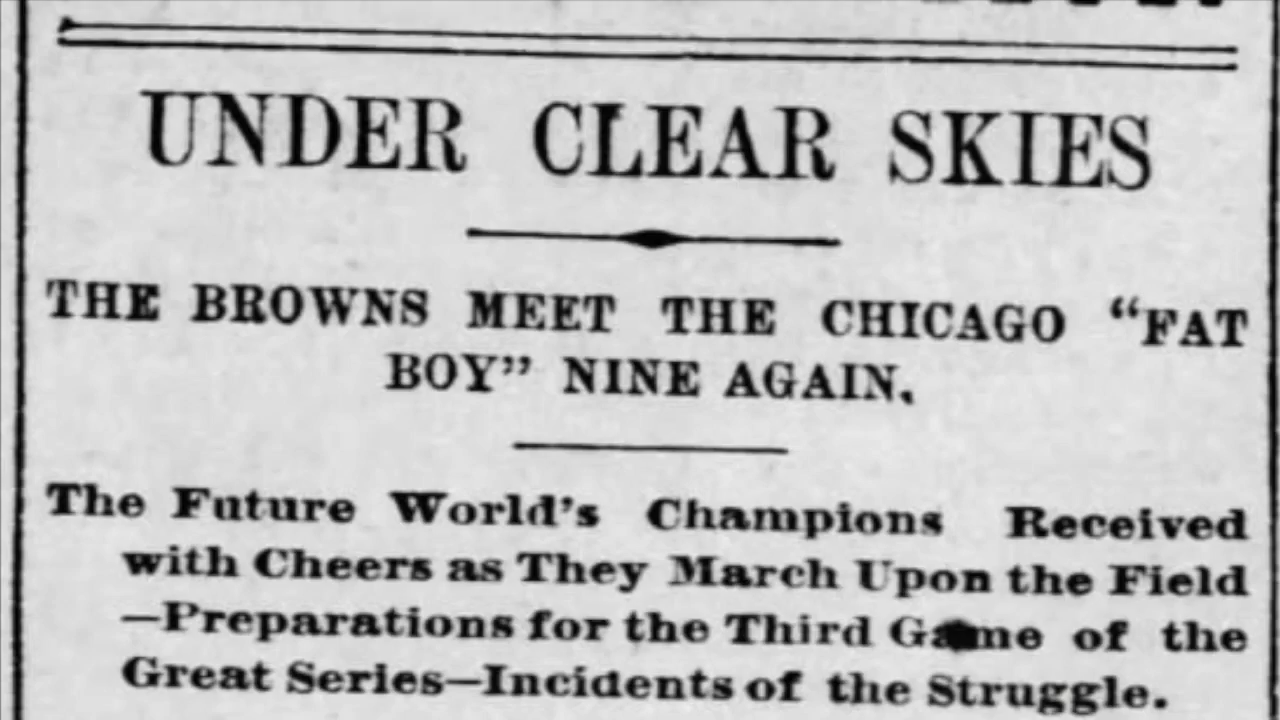 UNDER CLEAR SKIES
THE BROWNS MEET THE CHICAGO “FAT
BOY” NINE AGAIN.
The Future World's Champions Received
with Cheers as They March Upon the Field
—Preparations for the Third Game of the
Great Series—Incidents of the Struggle.